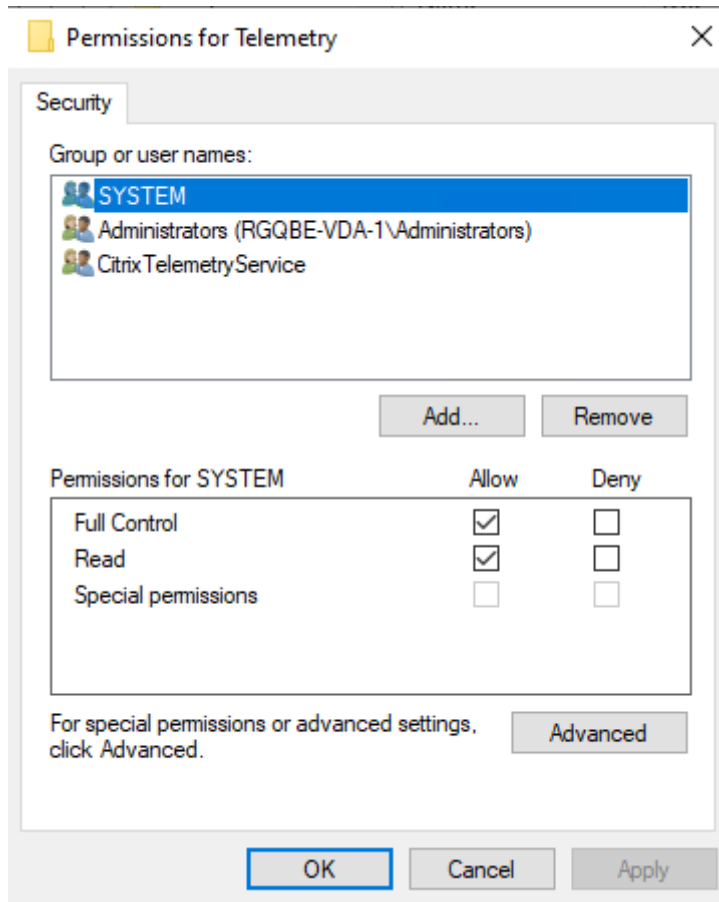 Permissions for Telemetry
Security
Group or user names:
SYSTEM
Administrators (RGQBE-VDA-1\Administrators)
CitrixTelemetryService
Add... Remove
Permissions for SYSTEM Allow Deny
Full Control
Read
Special permissions
For special permissions or advanced settings, Advanced
click Advanced.
OK Cancel Apply